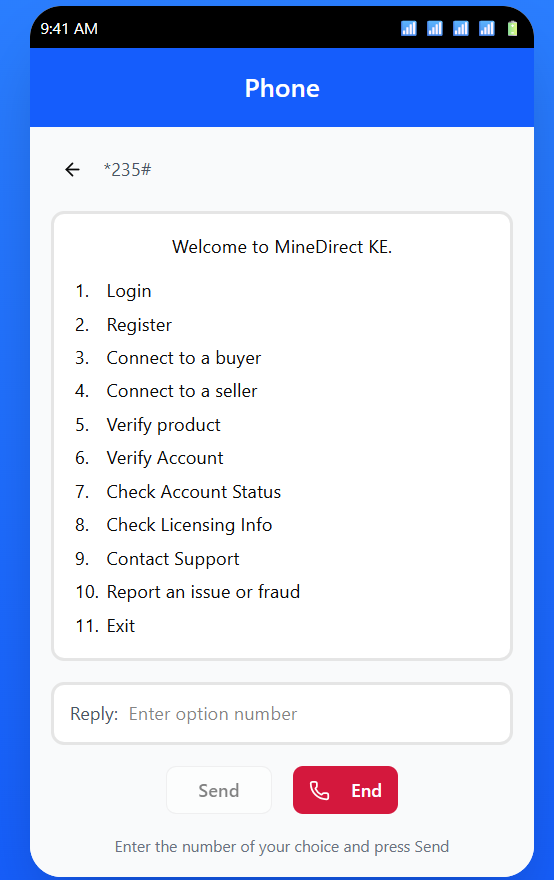 9:41 AM
Phone
*235#
Welcome to MineDirect KE.
1. Login
2. Register
3. Connect to a buyer
4. Connect to a seller
5. Verify product
6. Verify Account
7. Check Account Status
8. Check Licensing Info
9. Contact Support
10. Report an issue or fraud
11. Exit
Reply: Enter option number
Send End
Enter the number of your choice and press Send